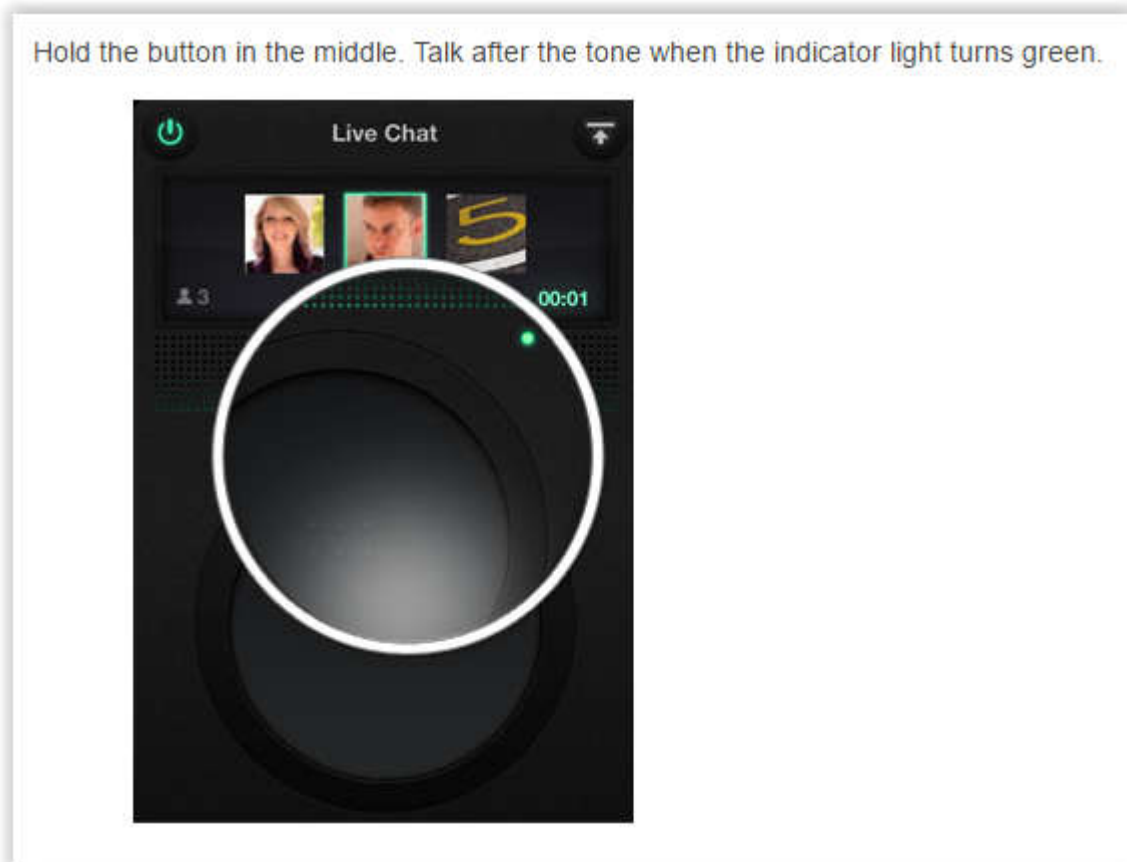 Hold the button in the middle. Talk after the tone when the indicator light turns green.
Live Chat
5
3
00:01